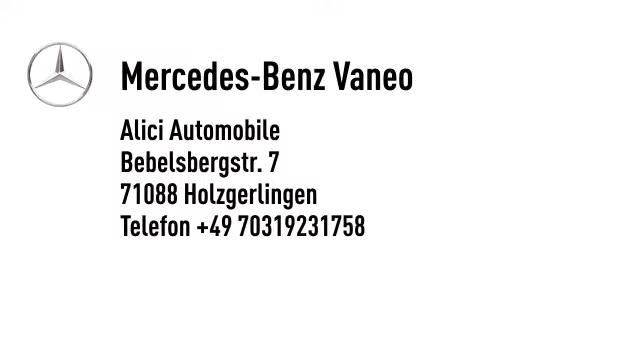 Mercedes-Benz Vaneo
Alici Automobile
Bebelsbergstr. 7
71088 Holzgerlingen
Telefon +49 70319231758